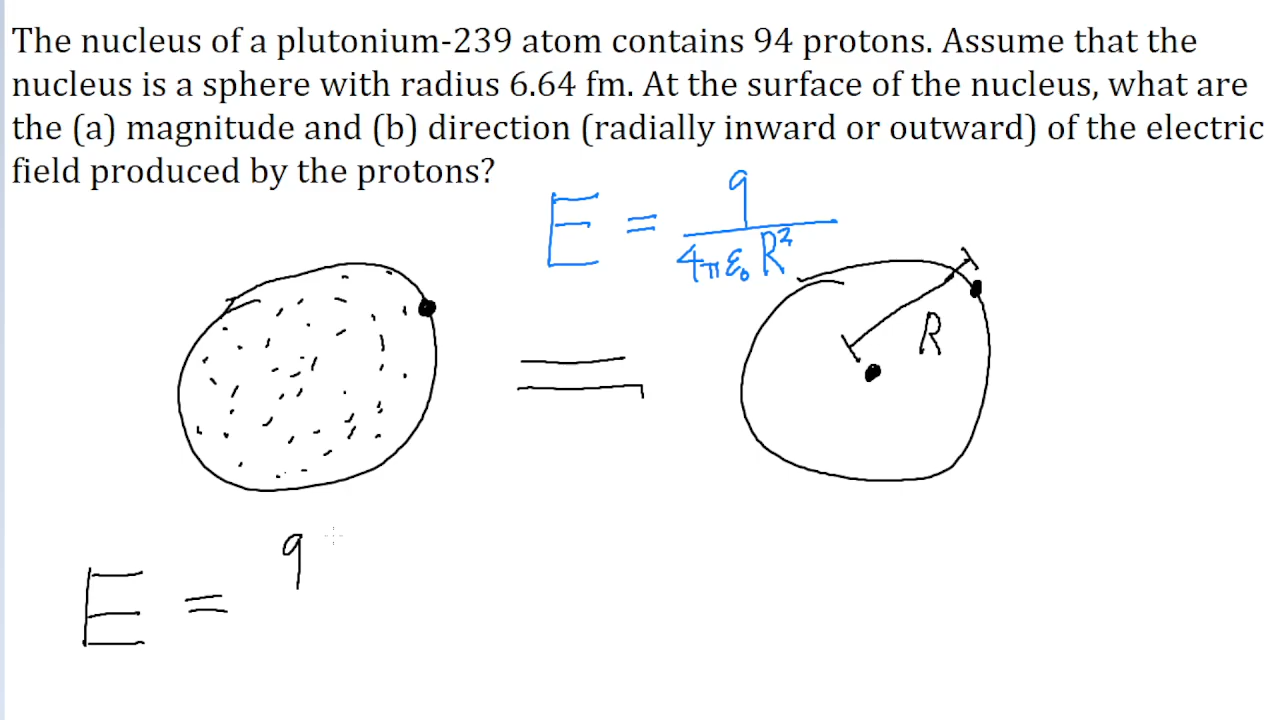 The nucleus of a plutonium-239 atom contains 94 protons. Assume that the
nucleus is a sphere with radius 6.64 fm. At the surface of the nucleus, what are
the (a) magnitude and (b) direction (radially inward or outward) of the electric
field produced by the protons?
E = q / 4πε₀R²
R
E = q